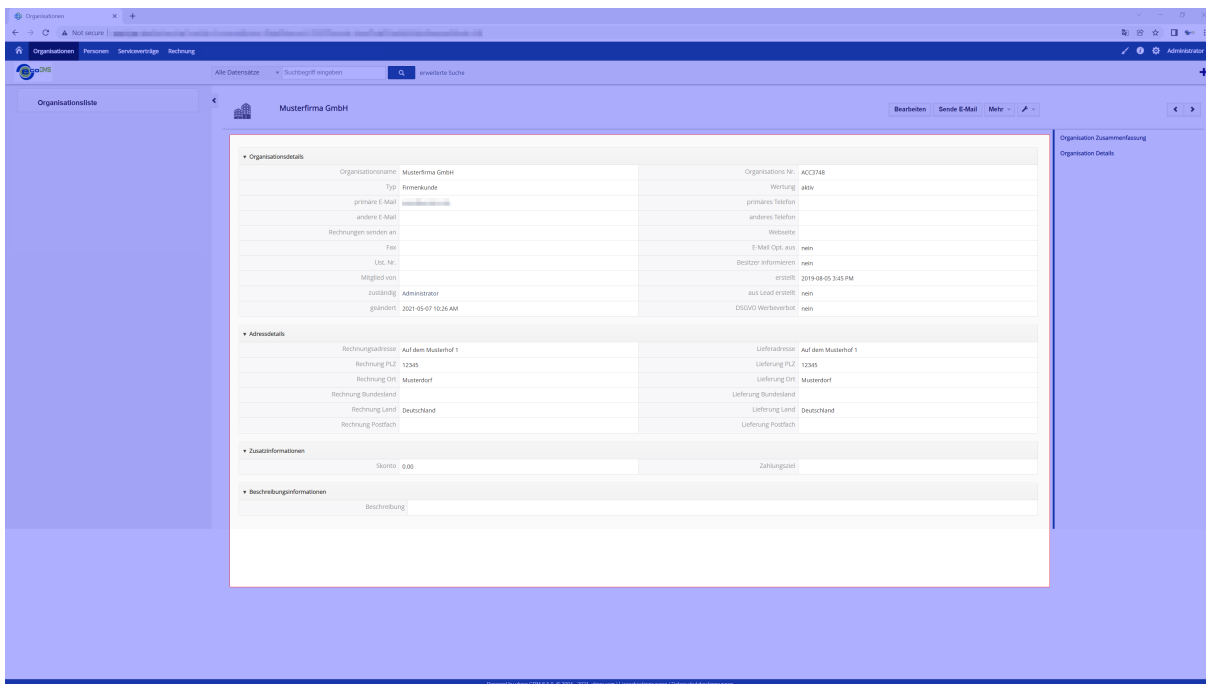 Organisationen
Not secure
Organisationen Personen Serviceverträge Rechnung
Administrator
Alle Datensätze Suchbegriff eingeben erweiterte Suche
Organisationsliste
Musterfirma GmbH
Bearbeiten Sende E-Mail Mehr
Organisation Zusammenfassung
Organisation Details
Organisationsdetails
Organisationsname Musterfirma GmbH Organisations Nr. ACC3748
Typ Firmenkunde Wertung aktiv
primäre E-Mail primäres Telefon
andere E-Mail anderes Telefon
Rechnungen senden an Webseite
Fax E-Mail Opt. aus nein
Ust. Nr. Besitzer informieren nein
Mitglied von erstellt 2019-08-05 3:45 PM
zuständig Administrator aus Lead erstellt nein
geändert 2021-05-07 10:26 AM DSGVO Werbeverbot nein
Adressdetails
Rechnungsadresse Auf dem Musterhof 1 Lieferadresse Auf dem Musterhof 1
Rechnung PLZ 12345 Lieferung PLZ 12345
Rechnung Ort Musterdorf Lieferung Ort Musterdorf
Rechnung Bundesland Lieferung Bundesland
Rechnung Land Deutschland Lieferung Land Deutschland
Rechnung Postfach Lieferung Postfach
Zusatzinformationen
Skonto 0,00 Zahlungsziel
Beschreibungsinformationen
Beschreibung